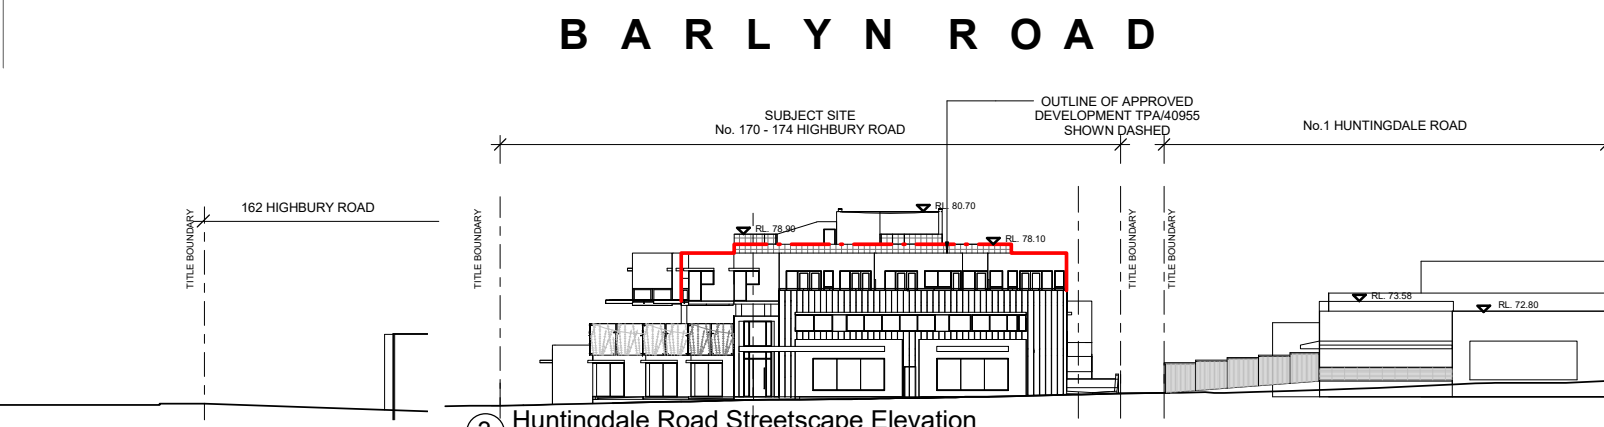 BARLYN ROAD
SUBJECT SITE
No. 170 - 174 HIGHBURY ROAD
OUTLINE OF APPROVED
DEVELOPMENT TPA/40955
SHOWN DASHED
No.1 HUNTINGDALE ROAD
162 HIGHBURY ROAD
TITLE BOUNDARY
TITLE BOUNDARY
TITLE BOUNDARY
TITLE BOUNDARY
RL. 80.70
RL. 78.90
RL. 78.10
RL. 73.58
RL. 72.80
Huntingdale Road Streetscape Elevation